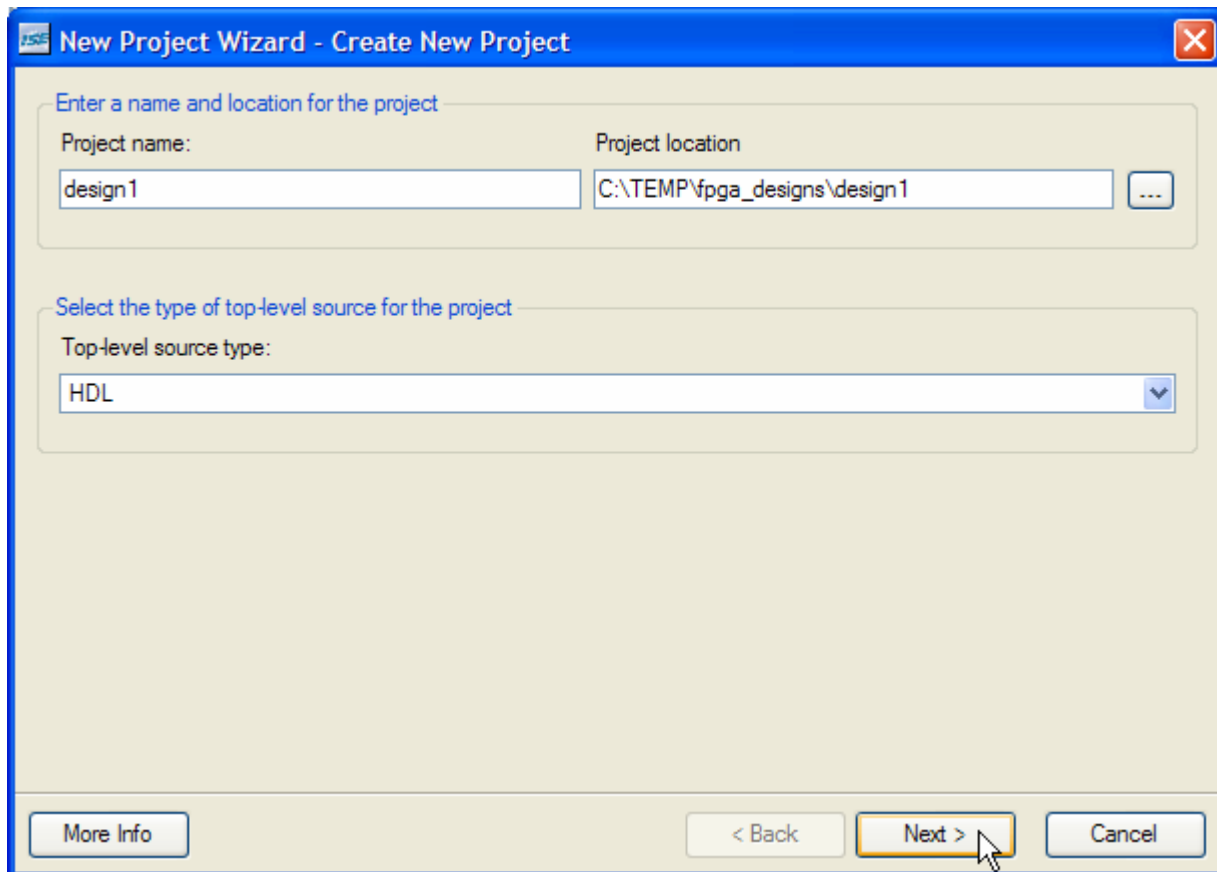 ISE New Project Wizard - Create New Project
Enter a name and location for the project
Project name: Project location
design1 C:\TEMP\fpga_designs\design1 ...
Select the type of top-level source for the project
Top-level source type:
HDL
More Info < Back Next > Cancel